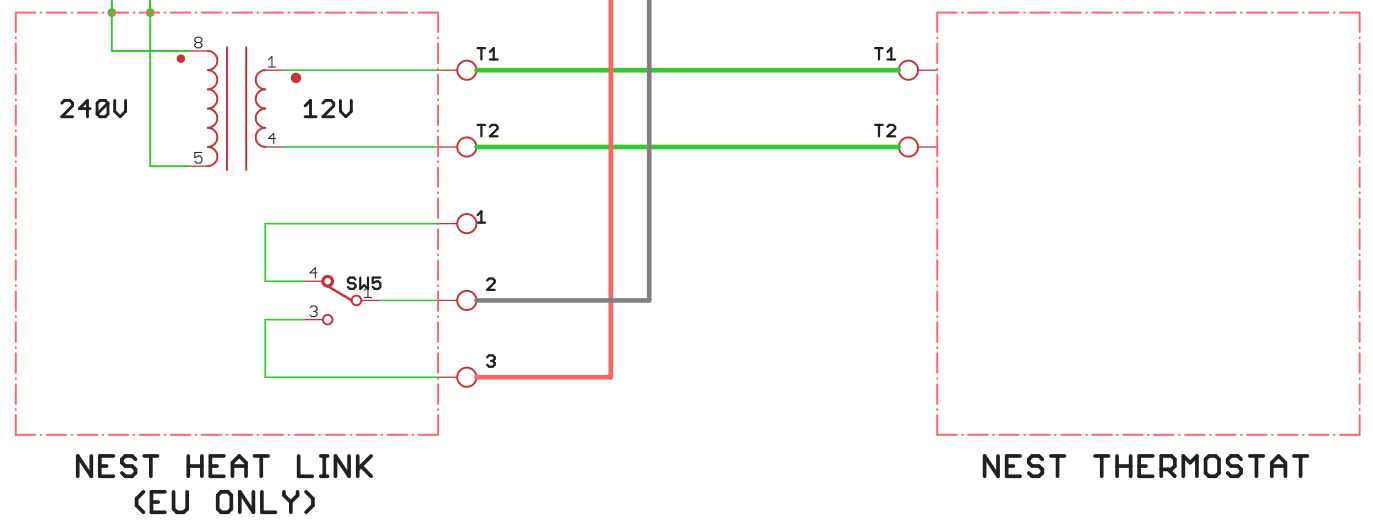 8
T1
T1
1
240V
12V
T2
T2
4
5
1
4
SW5
1
2
3
3
NEST HEAT LINK
(EU ONLY)
NEST THERMOSTAT